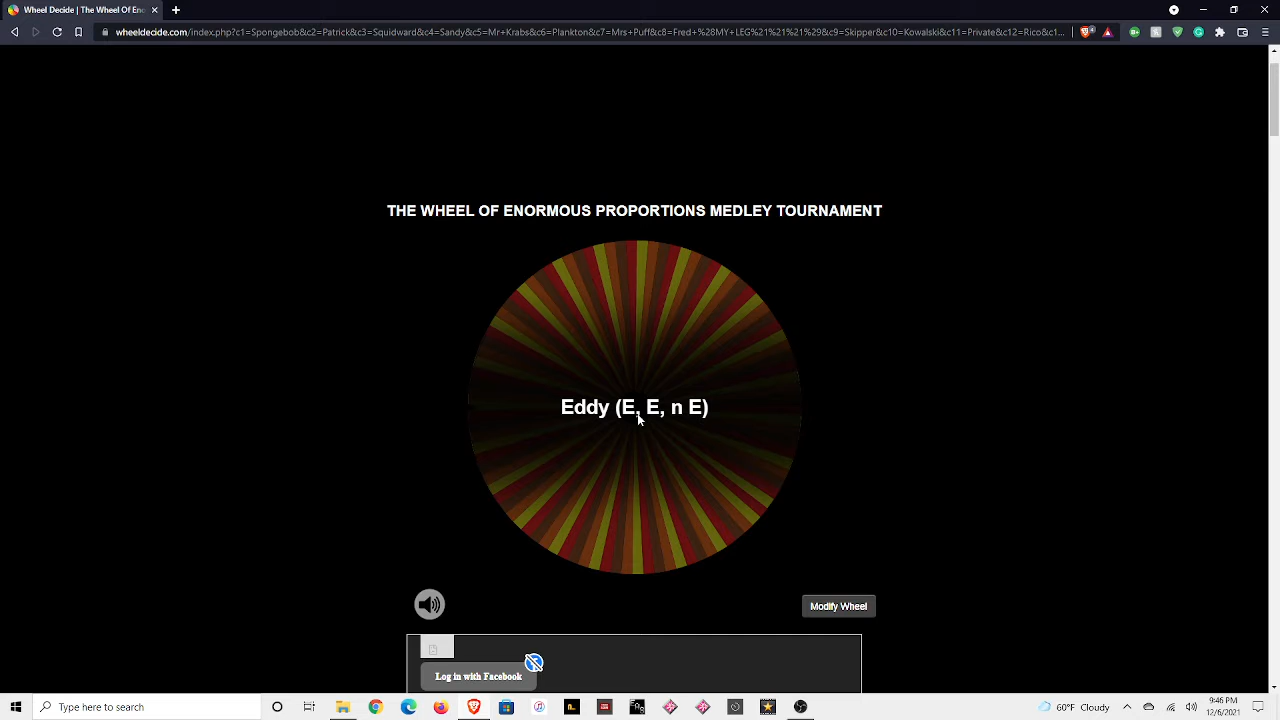 Wheel Decide | The Wheel Of En
wheeldecide.com/index.php?c1=Spongebob&c2=Patrick&c3=Squidward&c4=Sandy&c5=Mr+Krabs&c6=Plankton&c7=Mrs+Puff&c8=Fred+%28MY+LEG%21%21%21%29&c9=Skipper&c10=Kowalski&c11=Private&c12=Rico&c1...
THE WHEEL OF ENORMOUS PROPORTIONS MEDLEY TOURNAMENT
Eddy (E, E, n E)
Modify Wheel
Log in with Facebook
Type here to search
60°F Cloudy
9:46 PM
12/6/2021